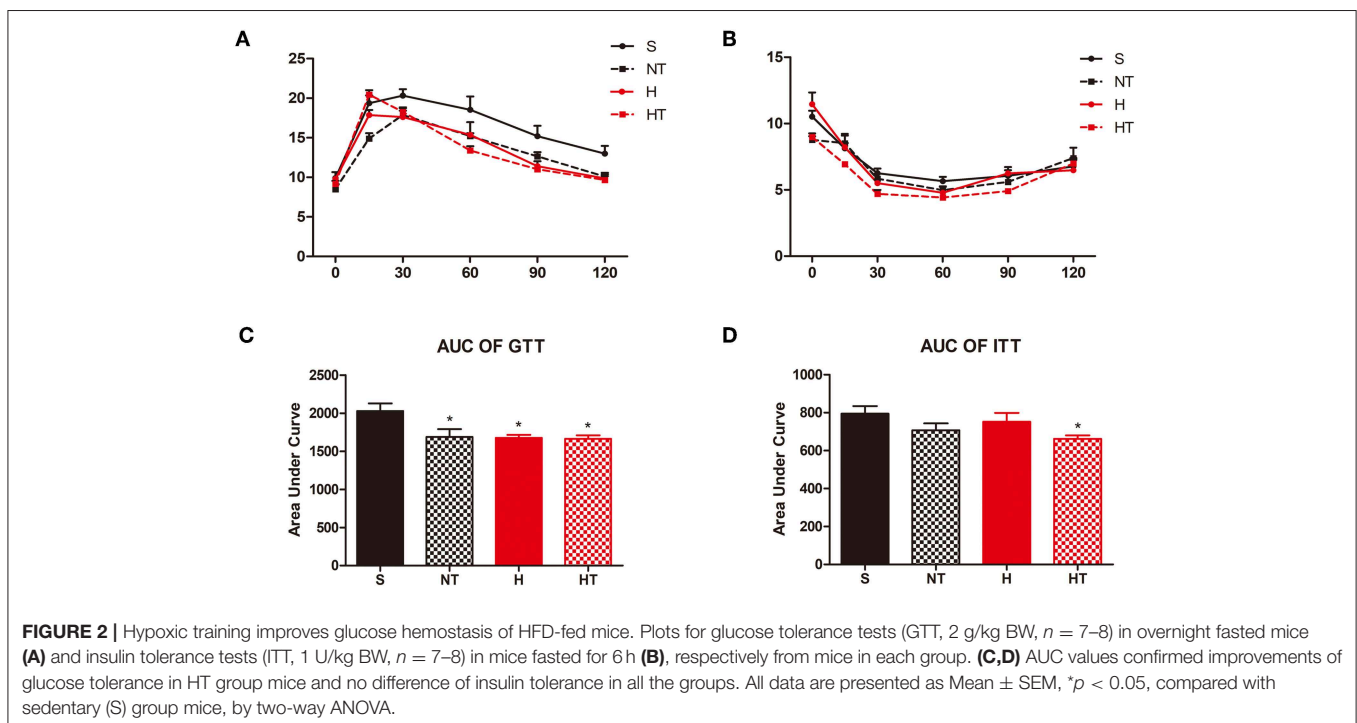 A
S
NT
H
HT
25
20
15
10
5
0
0 30 60 90 120
B
S
NT
H
HT
15
10
5
0
0 30 60 90 120
C
AUC OF GTT
Area Under Curve
2500
2000
1500
1000
500
0
* * *
S NT H HT
D
AUC OF ITT
Area Under Curve
1000
800
600
400
200
0
*
S NT H HT
FIGURE 2 | Hypoxic training improves glucose hemostasis of HFD-fed mice. Plots for glucose tolerance tests (GTT, 2 g/kg BW, n = 7–8) in overnight fasted mice
(A) and insulin tolerance tests (ITT, 1 U/kg BW, n = 7–8) in mice fasted for 6 h (B), respectively from mice in each group. (C,D) AUC values confirmed improvements of
glucose tolerance in HT group mice and no difference of insulin tolerance in all the groups. All data are presented as Mean ± SEM, *p < 0.05, compared with
sedentary (S) group mice, by two-way ANOVA.